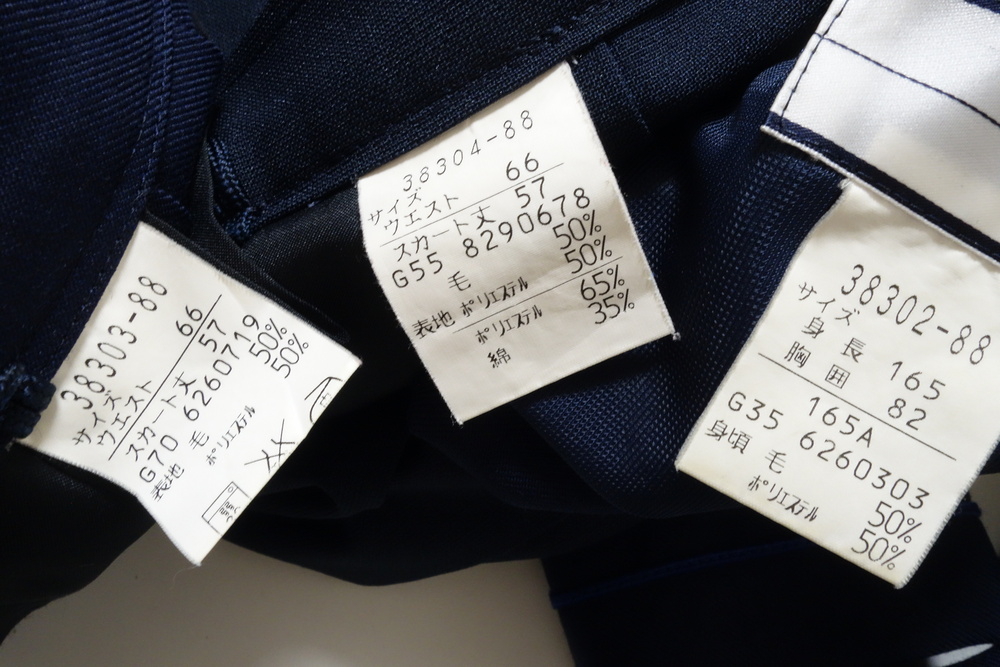 38303-88
サイズ
ウエスト 66
スカート丈 57
G70 6260719
表地 毛 50%
ポリエステル 50%
38304-88
サイズ
ウエスト 66
スカート丈 57
G55 8290678
表地 毛 50%
ポリエステル 50%
ポリエステル 65%
綿 35%
38302-88
サイズ
身長 165
胸囲 82
165A
G35 6260303
身頃 毛 50%
ポリエステル 50%